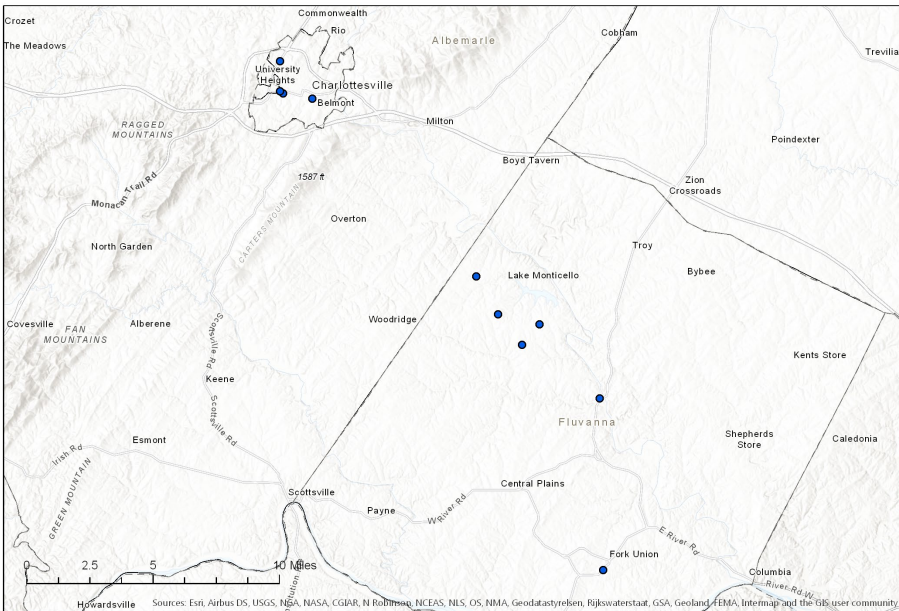 Commonwealth
Crozet
Rio
Cobham
The Meadows
Albemarle
Trevilia
University
Heights
Charlottesville
Belmont
Milton
RAGGED
MOUNTAINS
Poindexter
Boyd Tavern
1587 ft
Zion
Crossroads
Monacan Trail Rd
CARTERS MOUNTAIN
Overton
North Garden
Troy
Bybee
Lake Monticello
Covesville
FAN
MOUNTAINS
Alberene
Woodridge
Scottsville Rd
Kents Store
Keene
Scottsville Rd
Fluvanna
Esmont
Irish Rd
Shepherds
Store
Caledonia
GREEN MOUNTAIN
Scottsville
Central Plains
Payne
W River Rd
E River Rd
Fork Union
0 2.5 5 10 Miles
Columbia
River Rd W
Howardsville
Sources: Esri, Airbus DS, USGS, NGA, NASA, CGIAR, N Robinson, NCEAS, NLS, OS, NMA, Geodatastyrelsen, Rijkswaterstaat, GSA, Geoland, FEMA, Intermap and the GIS user community